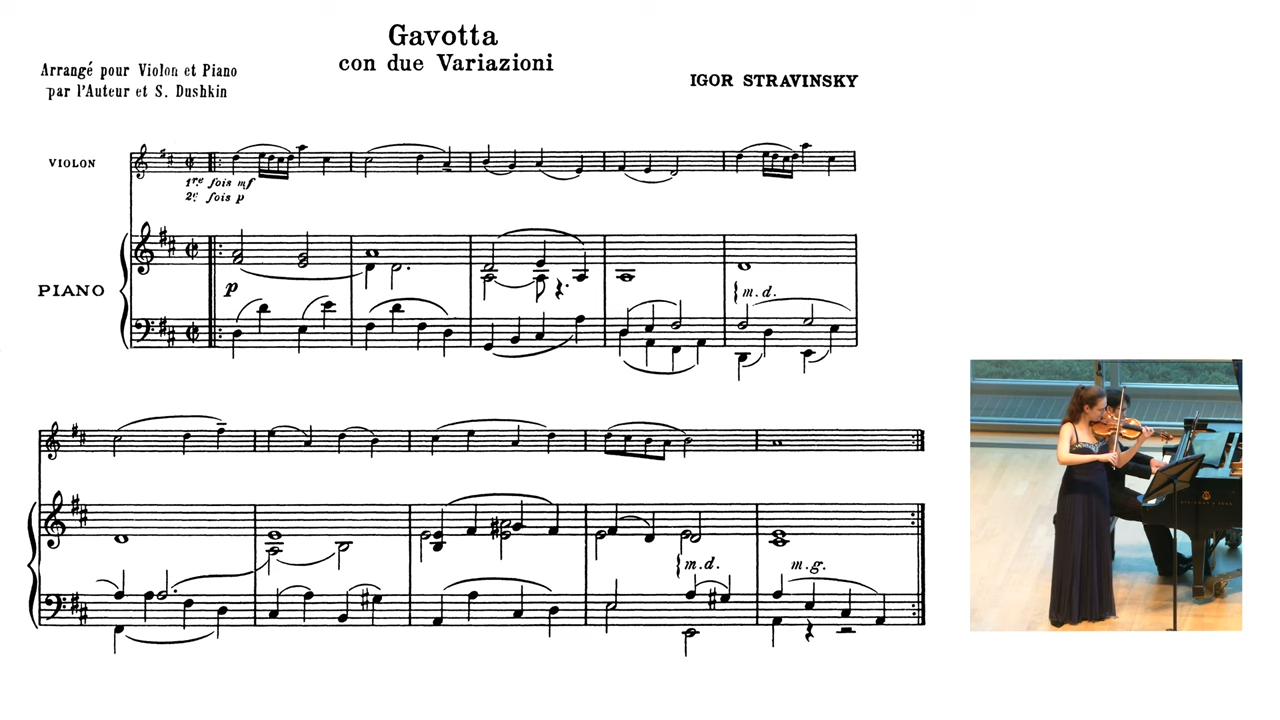 Gavotta
con due Variazioni
Arrangé pour Violon et Piano
par l'Auteur et S. Dushkin
IGOR STRAVINSKY
VIOLON
1re fois mf
2e fois p
PIANO
p
m.d.
m.d.
m.g.